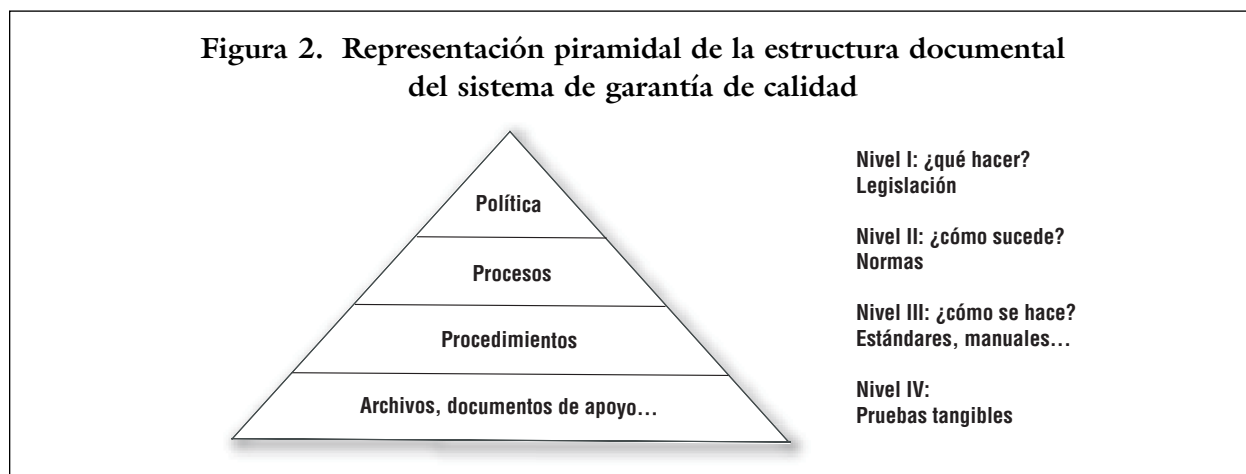 Figura 2. Representación piramidal de la estructura documental
del sistema de garantía de calidad
Política
Procesos
Procedimientos
Archivos, documentos de apoyo…
Nivel I: ¿qué hacer?
Legislación
Nivel II: ¿cómo sucede?
Normas
Nivel III: ¿cómo se hace?
Estándares, manuales…
Nivel IV:
Pruebas tangibles